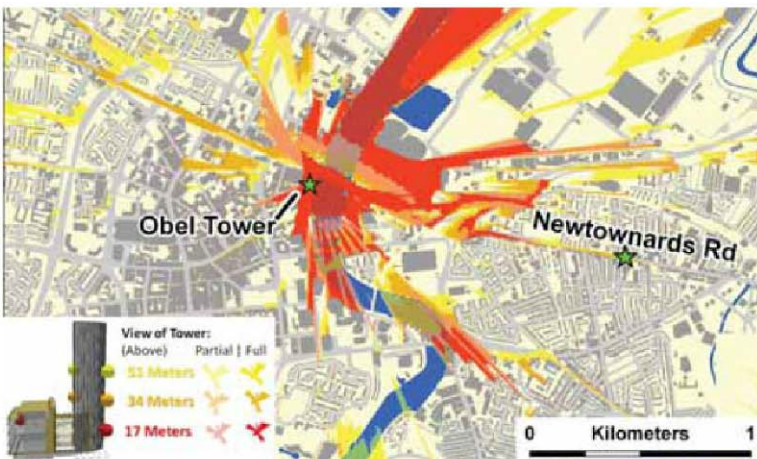 Obel Tower
Newtownards Rd
View of Tower:
(Above) Partial | Full
51 Meters
34 Meters
17 Meters
0 Kilometers 1